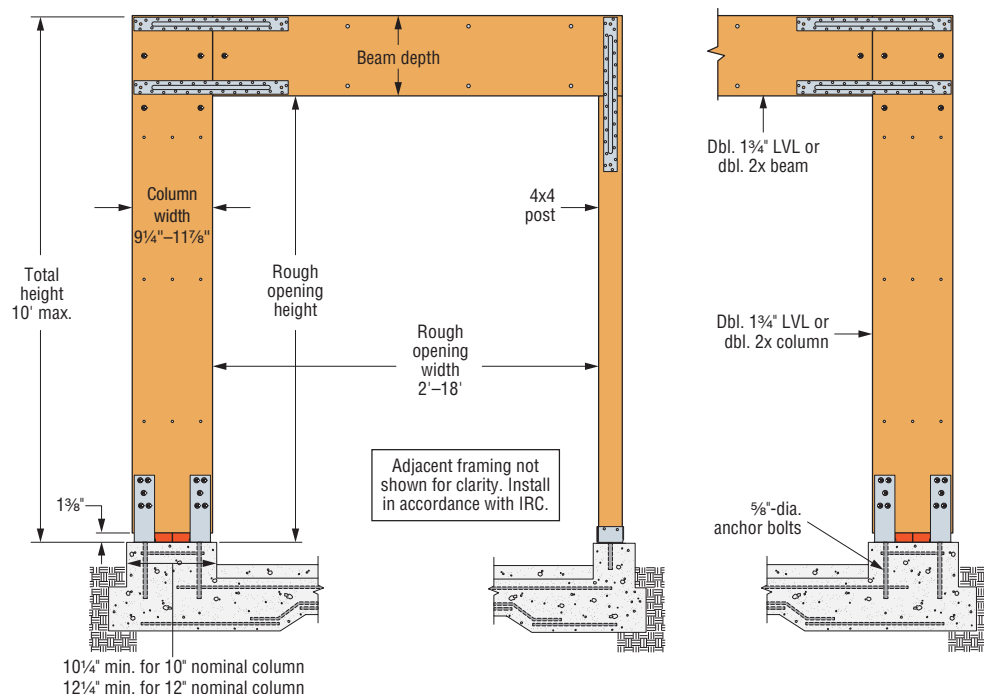 Beam depth
Dbl. 1¾" LVL or
dbl. 2x beam
Column
width
9¼"–11⅞"
4x4
post
Total
height
10' max.
Rough
opening
height
Rough
opening
width
2'–18'
Dbl. 1¾" LVL or
dbl. 2x column
Adjacent framing not
shown for clarity. Install
in accordance with IRC.
1⅜"
⅝"-dia.
anchor bolts
10¼" min. for 10" nominal column
12¼" min. for 12" nominal column